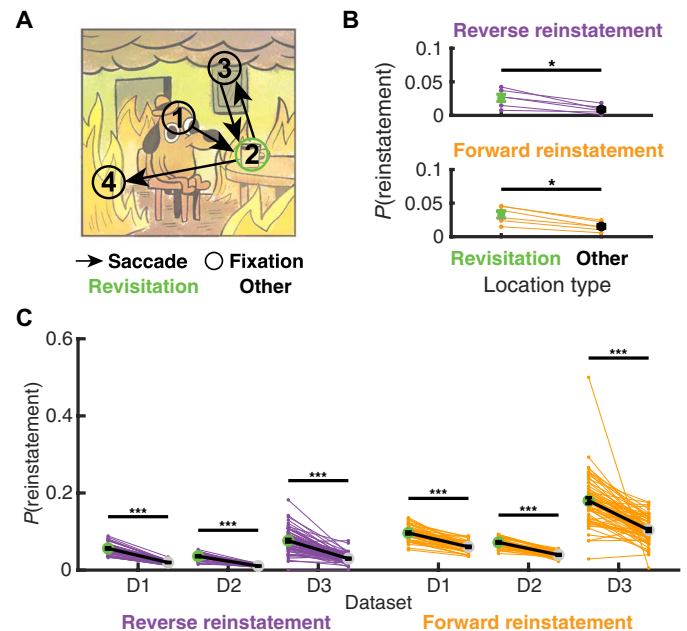 A
1
2
3
4
Saccade
Fixation
Revisitation
Other
B
Reverse reinstatement
*
0.1
0.05
0
Forward reinstatement
*
0.1
0.05
0
P(reinstatement)
Revisitation
Other
Location type
C
0.6
0.4
0.2
0
P(reinstatement)
***
***
***
***
***
***
D1
D2
D3
D1
D2
D3
Dataset
Reverse reinstatement
Forward reinstatement